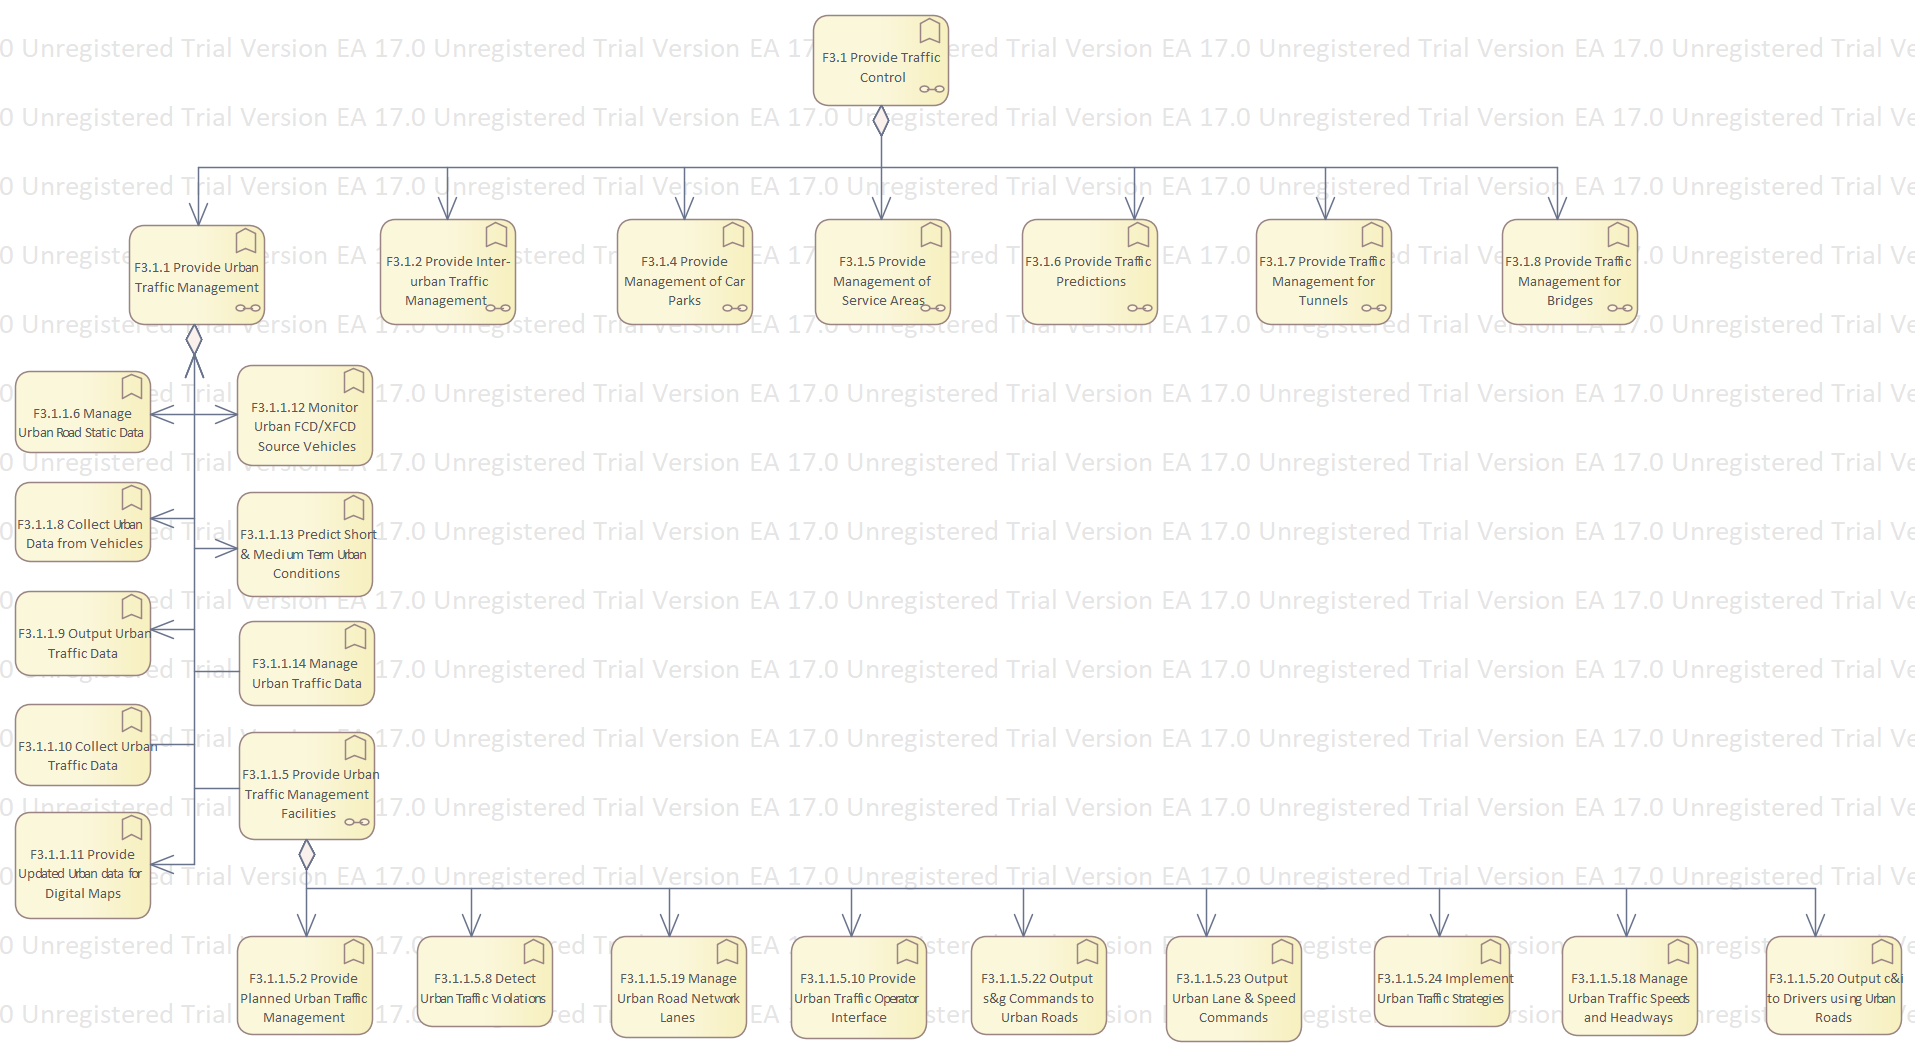 F3.1 Provide Traffic
Control
F3.1.1 Provide Urban
Traffic Management
F3.1.2 Provide Inter-
urban Traffic
Management
F3.1.4 Provide
Management of Car
Parks
F3.1.5 Provide
Management of
Service Areas
F3.1.6 Provide Traffic
Predictions
F3.1.7 Provide Traffic
Management for
Tunnels
F3.1.8 Provide Traffic
Management for
Bridges
F3.1.1.6 Manage
Urban Road Static Data
F3.1.1.12 Monitor
Urban FCD/XFCD
Source Vehicles
F3.1.1.8 Collect Urban
Data from Vehicles
F3.1.1.13 Predict Short
& Medium Term Urban
Conditions
F3.1.1.9 Output Urban
Traffic Data
F3.1.1.14 Manage
Urban Traffic Data
F3.1.1.10 Collect Urban
Traffic Data
F3.1.1.5 Provide Urban
Traffic Management
Facilities
F3.1.1.11 Provide
Updated Urban data for
Digital Maps
F3.1.1.5.2 Provide
Planned Urban Traffic
Management
F3.1.1.5.8 Detect
Urban Traffic Violations
F3.1.1.5.19 Manage
Urban Road Network
Lanes
F3.1.1.5.10 Provide
Urban Traffic Operator
Interface
F3.1.1.5.22 Output
s&g Commands to
Urban Roads
F3.1.1.5.23 Output
Urban Lane & Speed
Commands
F3.1.1.5.24 Implement
Urban Traffic Strategies
F3.1.1.5.18 Manage
Urban Traffic Speeds
and Headways
F3.1.1.5.20 Output c&i
to Drivers using Urban
Roads
Unregistered Trial Version EA 17.0 Unregistered Trial Version EA 17.0 Unregistered Trial Version EA 17.0 Unregistered Trial